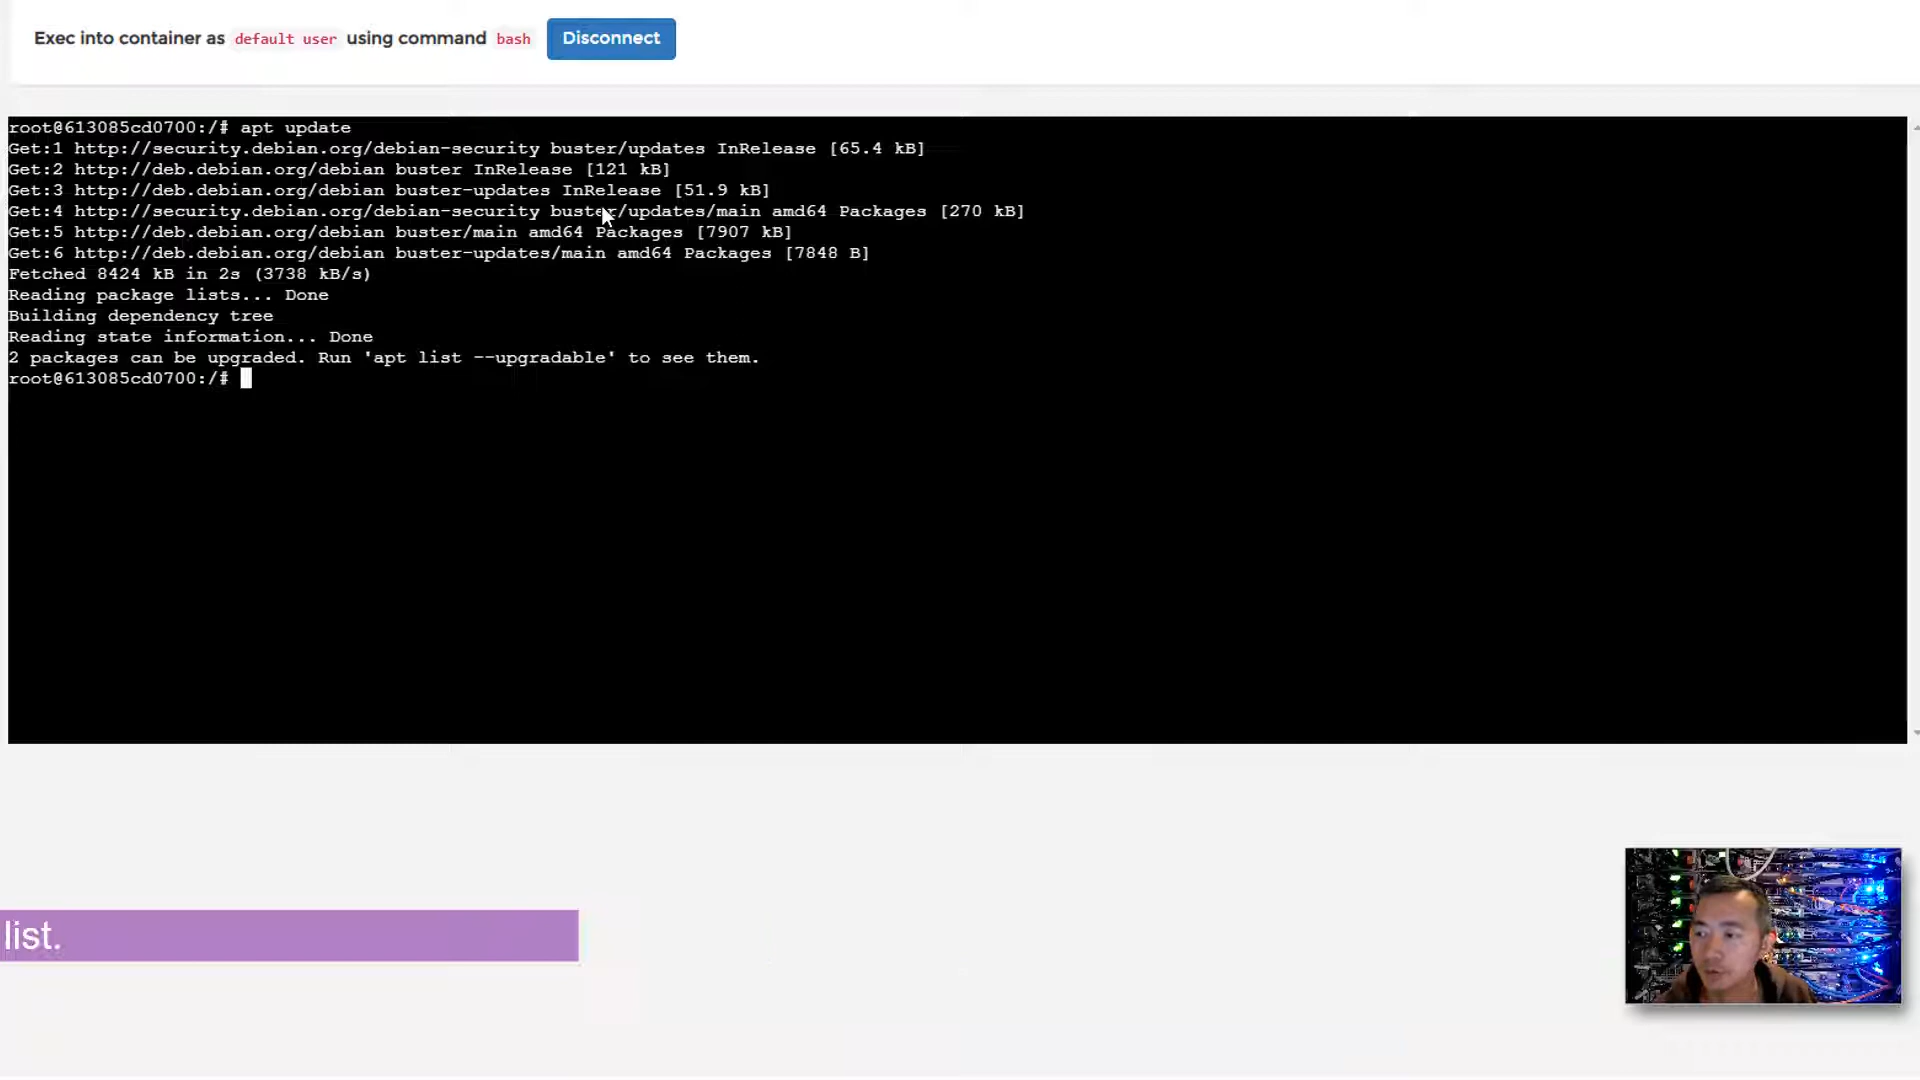 Exec into container as default user using command bash Disconnect
root@613085cd0700:/# apt update
Get:1 http://security.debian.org/debian-security buster/updates InRelease [65.4 kB]
Get:2 http://deb.debian.org/debian buster InRelease [121 kB]
Get:3 http://deb.debian.org/debian buster-updates InRelease [51.9 kB]
Get:4 http://security.debian.org/debian-security buster/updates/main amd64 Packages [270 kB]
Get:5 http://deb.debian.org/debian buster/main amd64 Packages [7907 kB]
Get:6 http://deb.debian.org/debian buster-updates/main amd64 Packages [7848 B]
Fetched 8424 kB in 2s (3738 kB/s)
Reading package lists... Done
Building dependency tree
Reading state information... Done
2 packages can be upgraded. Run 'apt list --upgradable' to see them.
root@613085cd0700:/#
list.